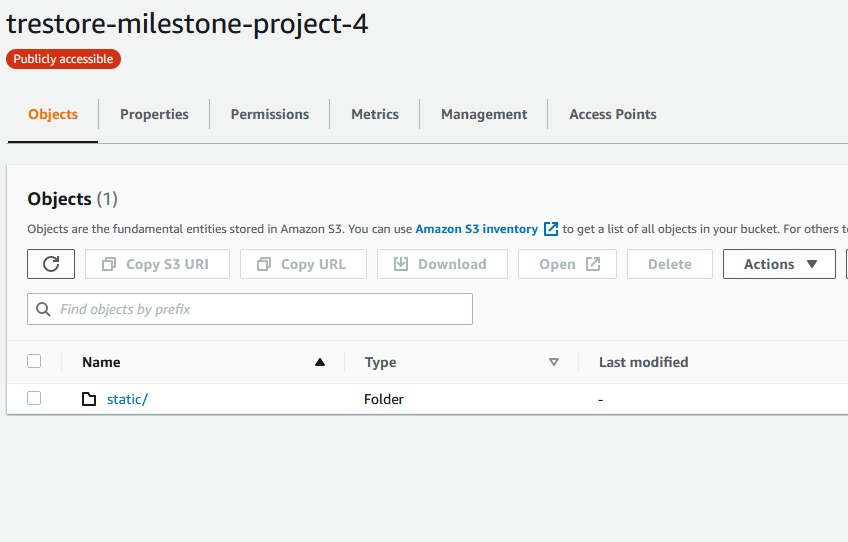 trestore-milestone-project-4
Publicly accessible
Objects Properties Permissions Metrics Management Access Points
Objects (1)
Objects are the fundamental entities stored in Amazon S3. You can use Amazon S3 inventory to get a list of all objects in your bucket. For others
Copy S3 URI Copy URL Download Open Delete Actions
Find objects by prefix
Name Type Last modified
static/ Folder -